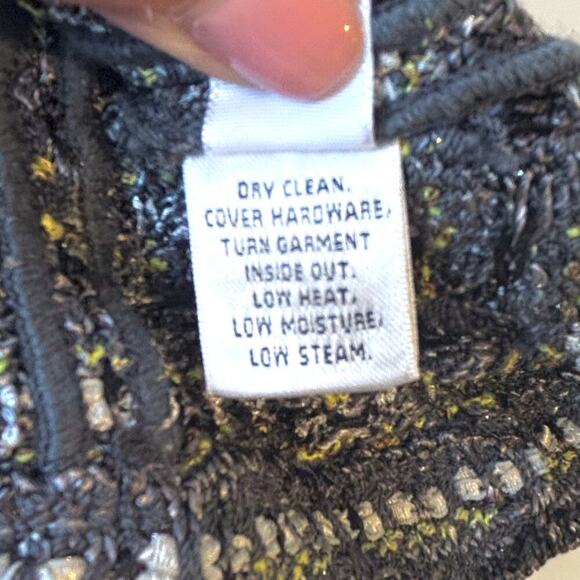 DRY CLEAN.
COVER HARDWARE,
TURN GARMENT
INSIDE OUT.
LOW HEAT,
LOW MOISTURE,
LOW STEAM.